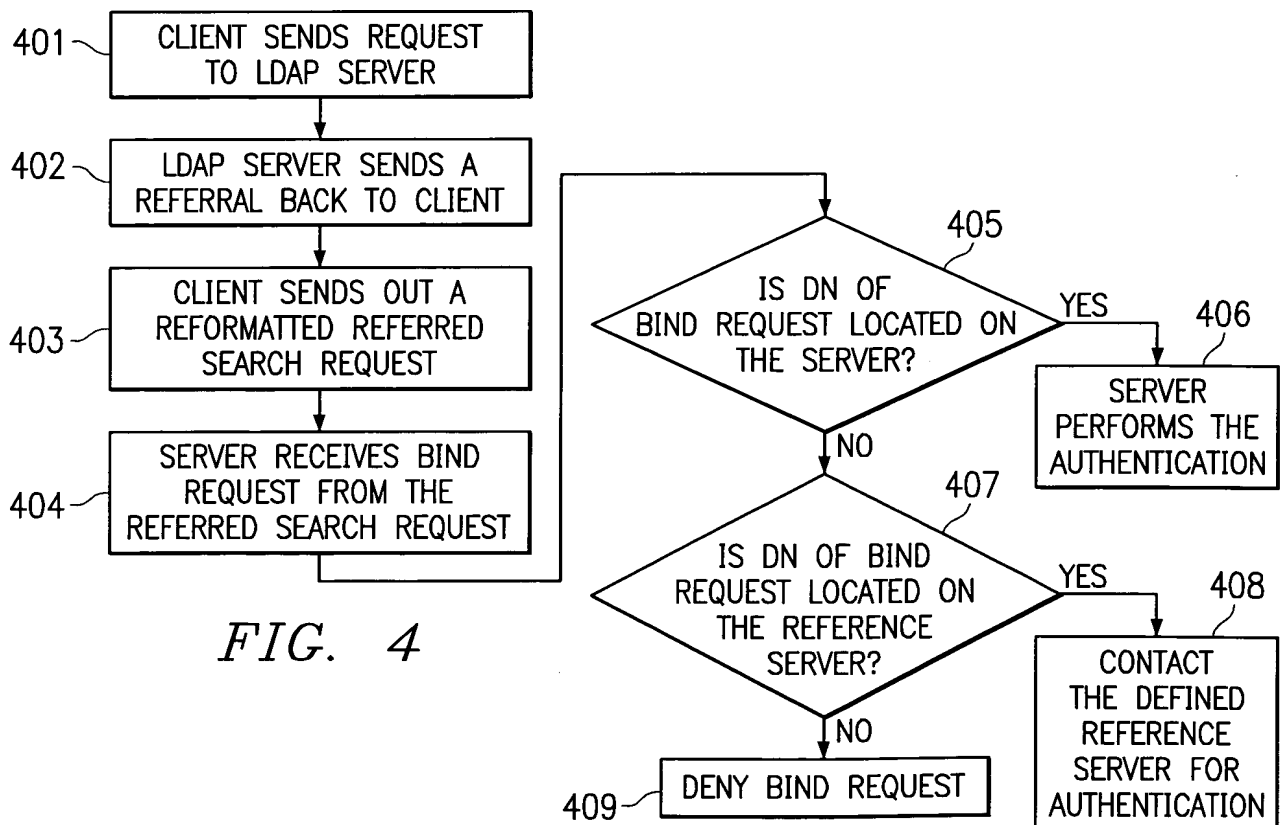 401
CLIENT SENDS REQUEST
TO LDAP SERVER
402
LDAP SERVER SENDS A
REFERRAL BACK TO CLIENT
403
CLIENT SENDS OUT A
REFORMATTED REFERRED
SEARCH REQUEST
404
SERVER RECEIVES BIND
REQUEST FROM THE
REFERRED SEARCH REQUEST
405
IS DN OF
BIND REQUEST LOCATED ON
THE SERVER?
YES
406
SERVER
PERFORMS THE
AUTHENTICATION
NO
407
IS DN OF BIND
REQUEST LOCATED ON
THE REFERENCE
SERVER?
YES
408
CONTACT
THE DEFINED
REFERENCE
SERVER FOR
AUTHENTICATION
NO
409
DENY BIND REQUEST
FIG. 4